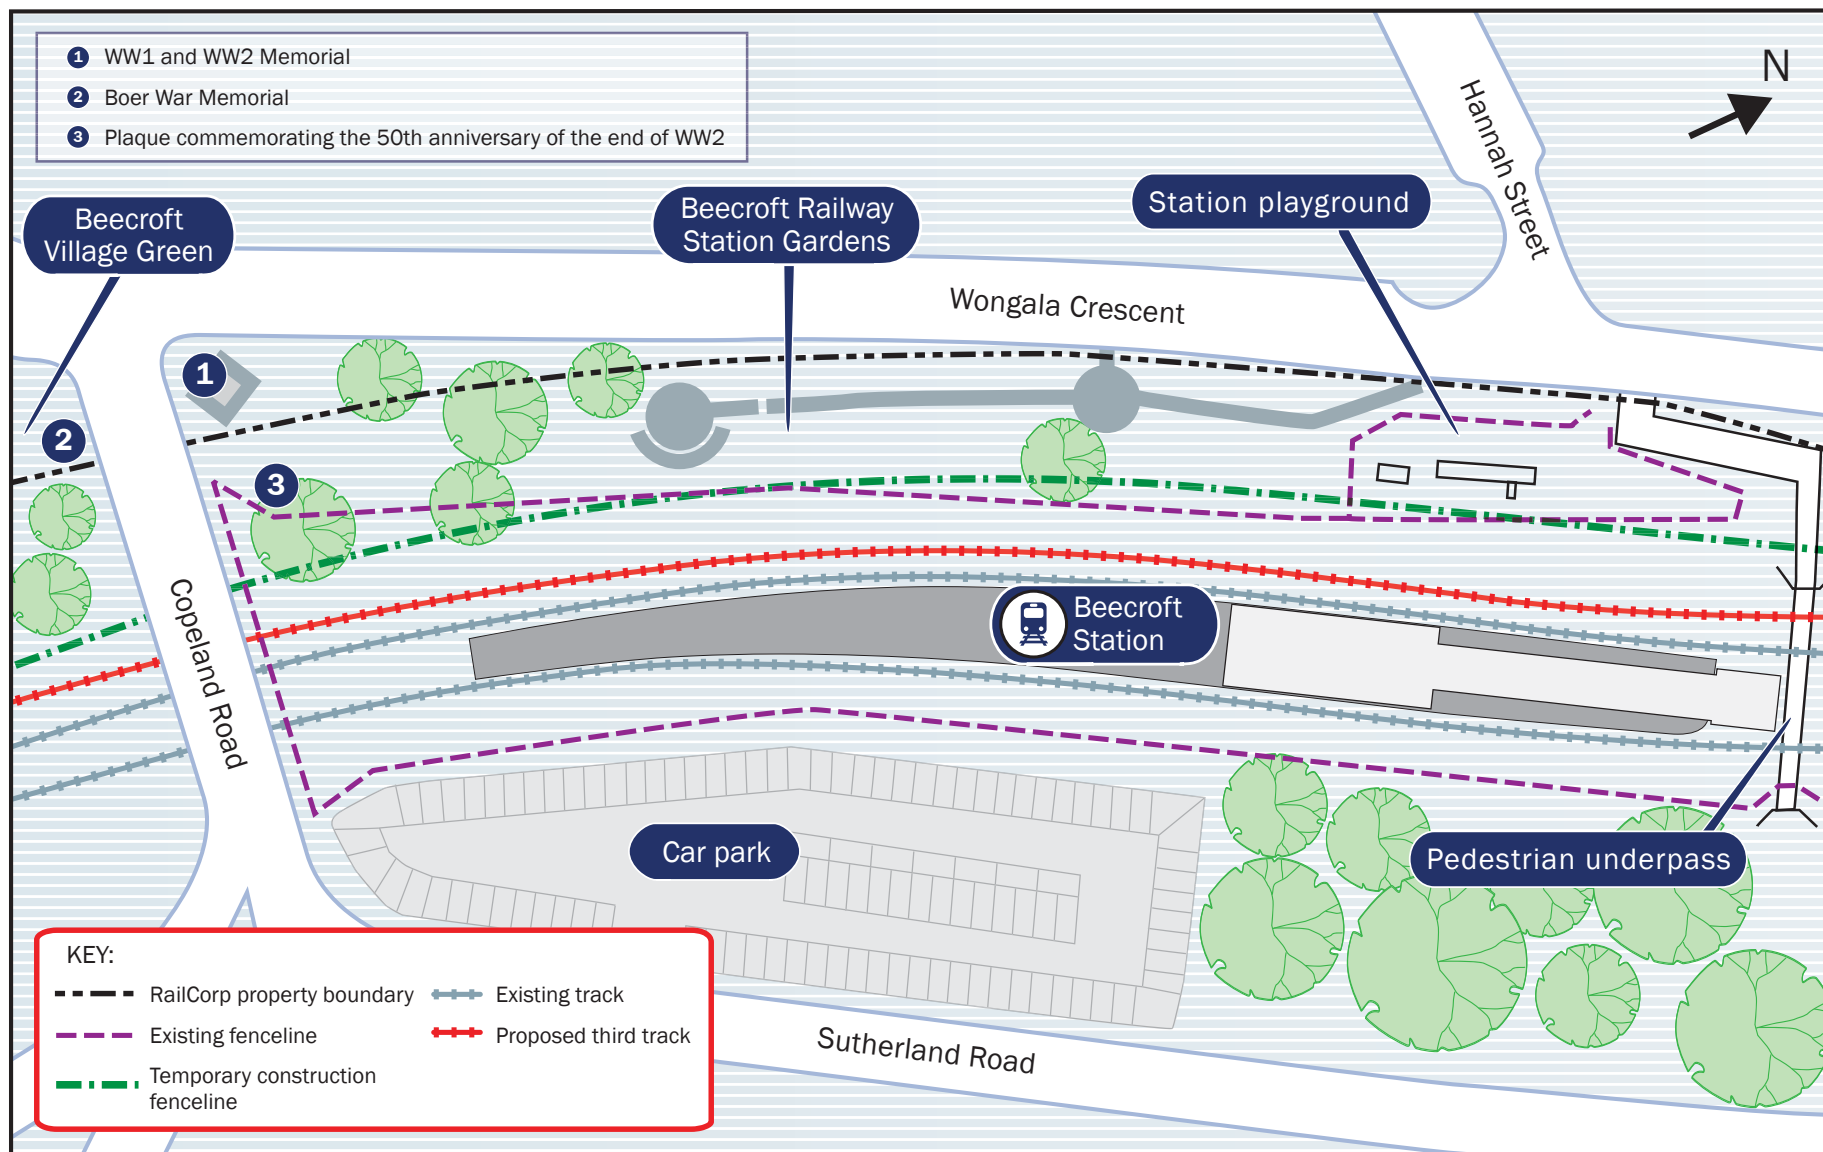 1 WW1 and WW2 Memorial
2 Boer War Memorial
3 Plaque commemorating the 50th anniversary of the end of WW2
N
Hannah Street
Beecroft
Village Green
Beecroft Railway
Station Gardens
Station playground
Wongala Crescent
1
2
3
Copeland Road
Beecroft
Station
Car park
Pedestrian underpass
Sutherland Road
KEY:
RailCorp property boundary
Existing fenceline
Temporary construction
fenceline
Existing track
Proposed third track